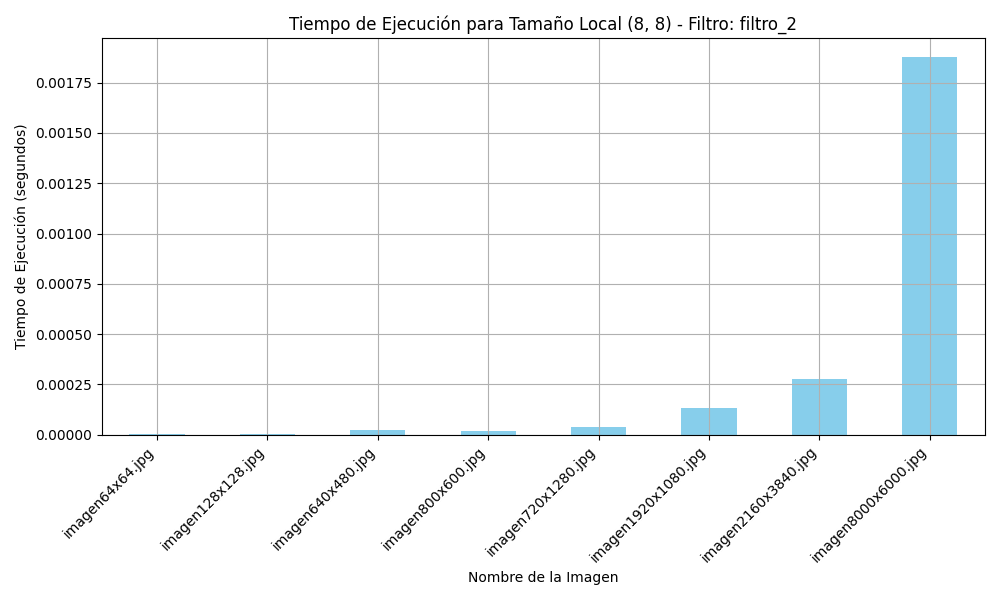 Tiempo de Ejecución para Tamaño Local (8, 8) - Filtro: filtro_2
Tiempo de Ejecución (segundos)
0.00175
0.00150
0.00125
0.00100
0.00075
0.00050
0.00025
0.00000
imagen64x64.jpg
imagen128x128.jpg
imagen640x480.jpg
imagen800x600.jpg
imagen720x1280.jpg
imagen1920x1080.jpg
imagen2160x3840.jpg
imagen8000x6000.jpg
Nombre de la Imagen